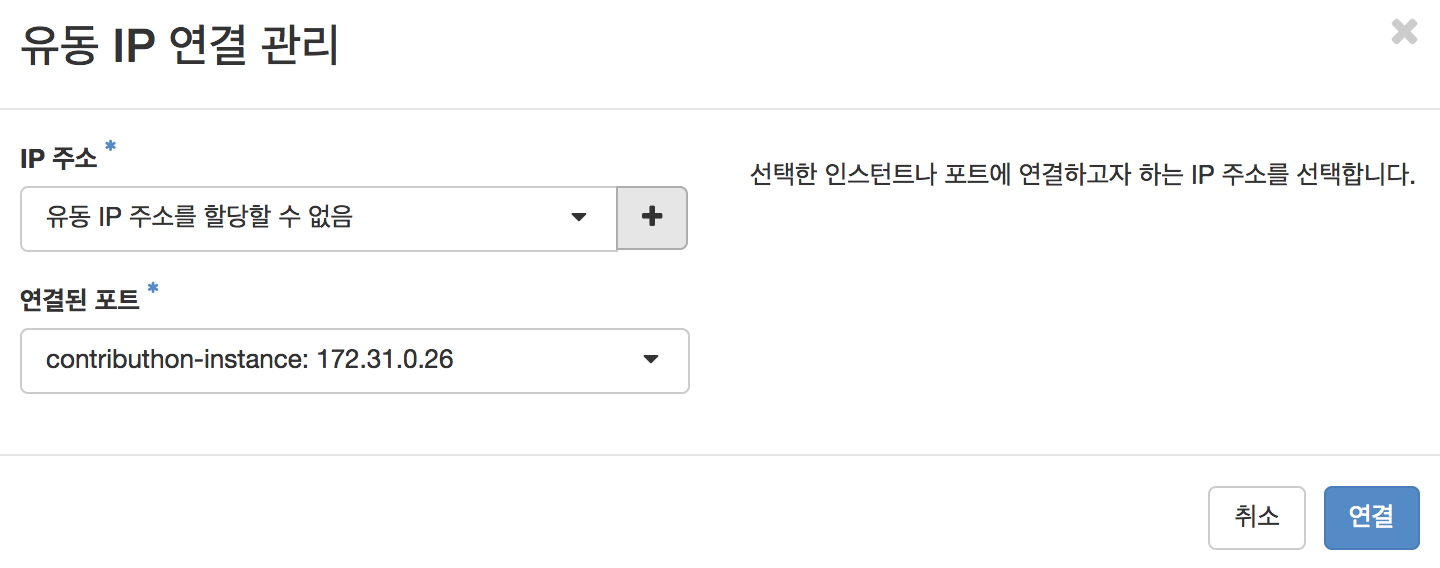 유동 IP 연결 관리
IP 주소 *
선택한 인스턴트나 포트에 연결하고자 하는 IP 주소를 선택합니다.
유동 IP 주소를 할당할 수 없음
연결된 포트 *
contributhon-instance: 172.31.0.26
취소
연결